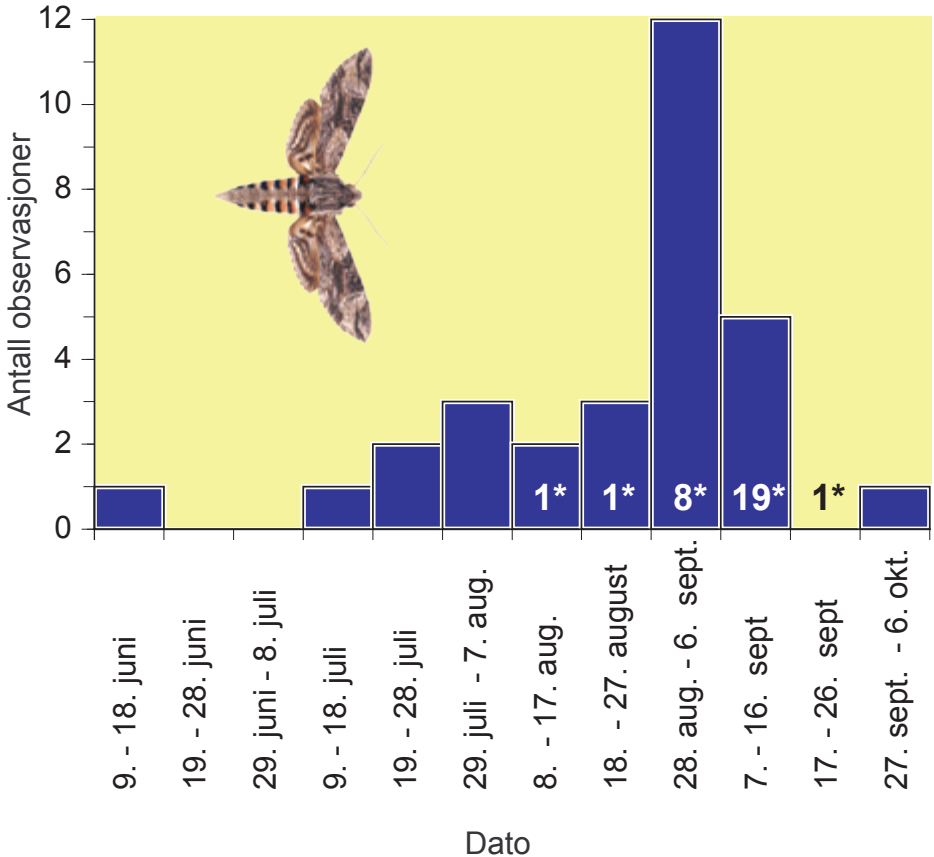 Antall observasjoner
12
10
8
6
4
2
0
1*
1*
8*
19*
1*
9. - 18. juni
19. - 28. juni
29. juni - 8. juli
9. - 18. juli
19. - 28. juli
29. juli - 7. aug.
8. - 17. aug.
18. - 27. august
28. aug. - 6. sept.
7. - 16. sept
17. - 26. sept
27. sept. - 6. okt.
Dato